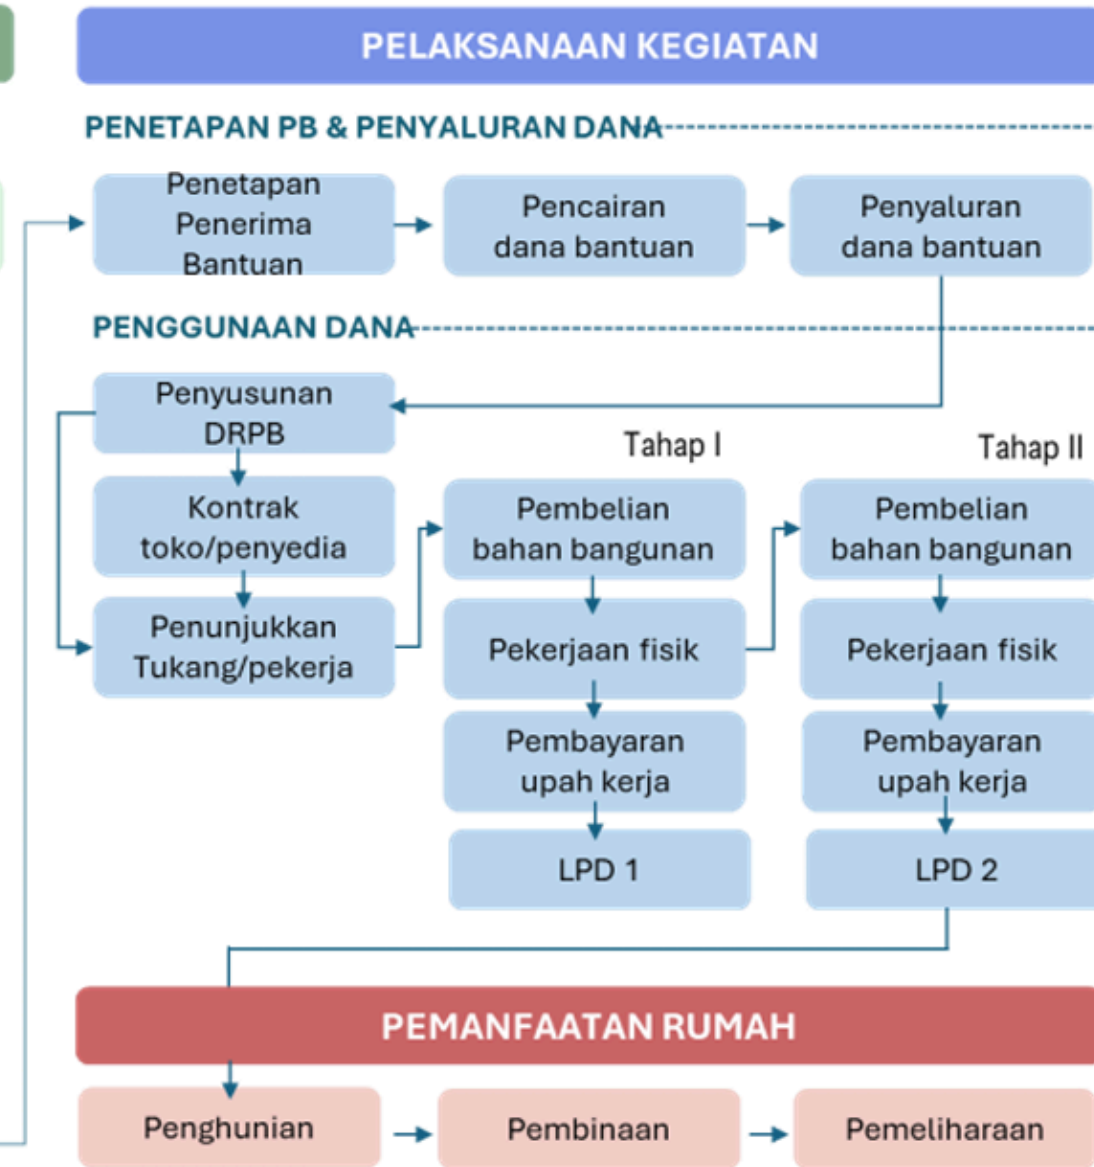 PELAKSANAAN KEGIATAN
PENETAPAN PB & PENYALURAN DANA
Penetapan
Penerima
Bantuan
Pencairan
dana bantuan
Penyaluran
dana bantuan
PENGGUNAAN DANA
Penyusunan
DRPB
Kontrak
toko/penyedia
Penunjukkan
Tukang/pekerja
Tahap I
Pembelian
bahan bangunan
Pekerjaan fisik
Pembayaran
upah kerja
LPD 1
Tahap II
Pembelian
bahan bangunan
Pekerjaan fisik
Pembayaran
upah kerja
LPD 2
PEMANFAATAN RUMAH
Penghunian
Pembinaan
Pemeliharaan